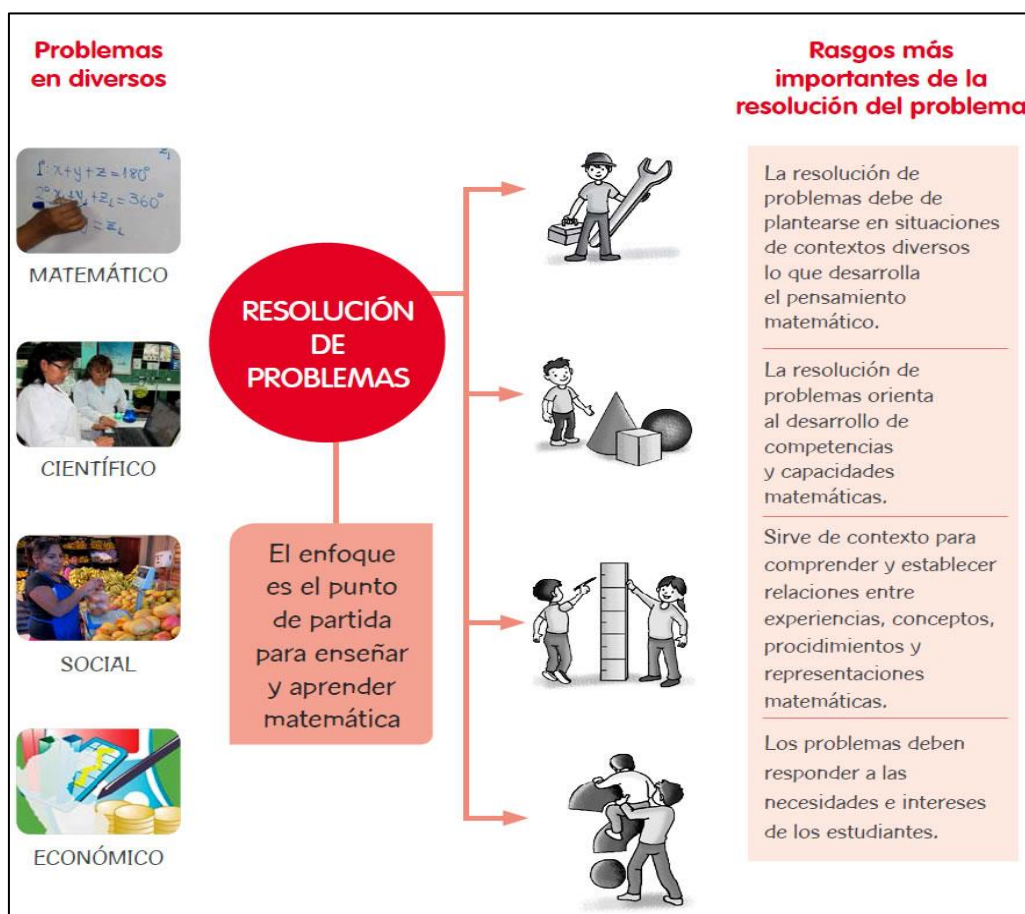 Problemas
en diversos
z₁
1°: x+y+z=180°
= z₁
MATEMÁTICO
CIENTÍFICO
SOCIAL
ECONÓMICO
RESOLUCIÓN
DE
PROBLEMAS
El enfoque
es el punto
de partida
para enseñar
y aprender
matemática
Rasgos más
importantes de la
resolución del problema
La resolución de
problemas debe de
plantearse en situaciones
de contextos diversos
lo que desarrolla
el pensamiento
matemático.
La resolución de
problemas orienta
al desarrollo de
competencias
y capacidades
matemáticas.
Sirve de contexto para
comprender y establecer
relaciones entre
experiencias, conceptos,
procidimientos y
representaciones
matemáticas.
Los problemas deben
responder a las
necesidades e intereses
de los estudiantes.